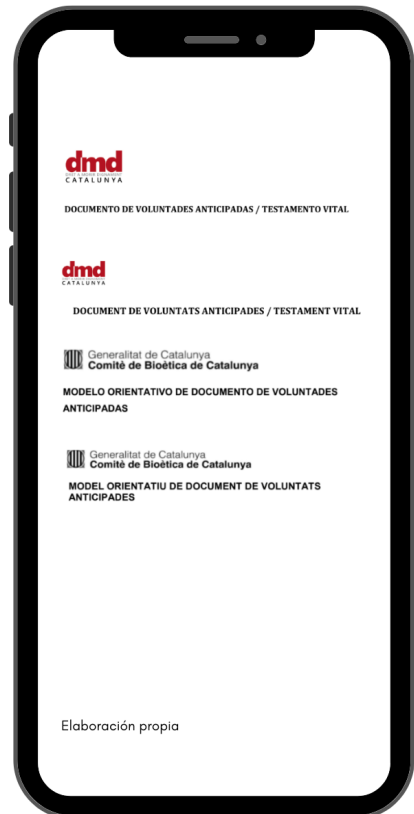 dmd
CATALUNYA
DOCUMENTO DE VOLUNTADES ANTICIPADAS / TESTAMENTO VITAL
dmd
CATALUNYA
DOCUMENT DE VOLUNTATS ANTICIPADES / TESTAMENT VITAL
Generalitat de Catalunya
Comitè de Bioètica de Catalunya
MODELO ORIENTATIVO DE DOCUMENTO DE VOLUNTADES
ANTICIPADAS
Generalitat de Catalunya
Comitè de Bioètica de Catalunya
MODEL ORIENTATIU DE DOCUMENT DE VOLUNTATS
ANTICIPADES
Elaboración propia